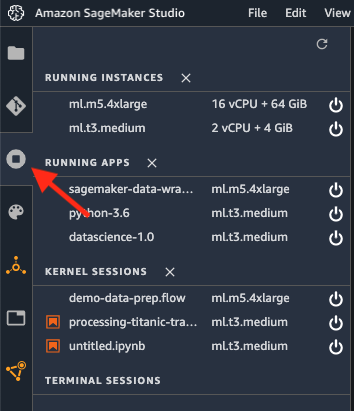 Amazon SageMaker Studio File Edit View
RUNNING INSTANCES ×
ml.m5.4xlarge 16 vCPU + 64 GiB
ml.t3.medium 2 vCPU + 4 GiB
RUNNING APPS ×
sagemaker-data-wra... ml.m5.4xlarge
python-3.6 ml.t3.medium
datascience-1.0 ml.t3.medium
KERNEL SESSIONS ×
demo-data-prep.flow ml.m5.4xlarge
processing-titanic-tra... ml.t3.medium
untitled.ipynb ml.t3.medium
TERMINAL SESSIONS